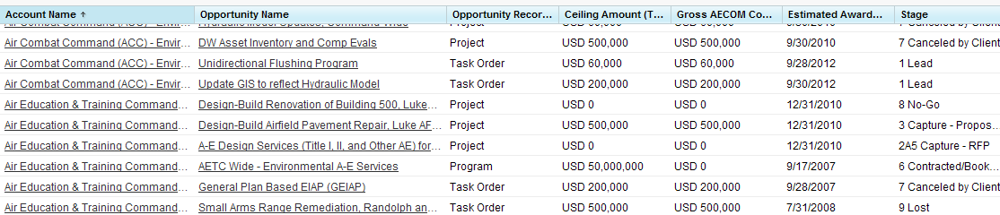 Account Name ↑ Opportunity Name Opportunity Recor... Ceiling Amount (T... Gross AECOM Co... Estimated Award... Stage
Air Combat Command (ACC) - Envir... DW Asset Inventory and Comp Evals Project USD 500,000 USD 500,000 9/30/2010 7 Canceled by Client
Air Combat Command (ACC) - Envir... Unidirectional Flushing Program Task Order USD 60,000 USD 60,000 9/28/2012 1 Lead
Air Combat Command (ACC) - Envir... Update GIS to reflect Hydraulic Model Task Order USD 200,000 USD 200,000 9/30/2012 1 Lead
Air Education & Training Command... Design-Build Renovation of Building 500, Luke... Project USD 0 USD 0 12/31/2010 8 No-Go
Air Education & Training Command... Design-Build Airfield Pavement Repair, Luke AF... Project USD 500,000 USD 500,000 12/31/2010 3 Capture - Propos...
Air Education & Training Command... A-E Design Services (Title I, II, and Other AE) for... Project USD 0 USD 0 12/31/2010 2A5 Capture - RFP
Air Education & Training Command... AETC Wide - Environmental A-E Services Program USD 50,000,000 USD 0 9/17/2007 6 Contracted/Book...
Air Education & Training Command... General Plan Based EIAP (GEIAP) Task Order USD 200,000 USD 200,000 9/28/2007 7 Canceled by Client
Air Education & Training Command... Small Arms Range Remediation, Randolph an... Task Order USD 500,000 USD 500,000 7/31/2008 9 Lost